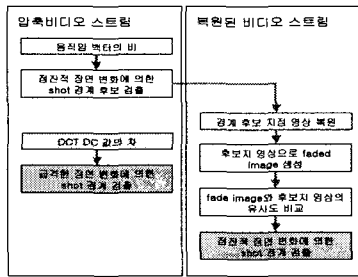 압축비디오 스트림
움직임 벡터의 비
점진적 장면 변화에 의한
shot 경계 후보 검출
DCT DC 값의 차
급격한 장면 변화에 의한
shot 경계 검출
복원된 비디오 스트림
경계 후보 지점 영상 복원
후보지 영상으로 faded
image 생성
fade image와 후보지 영상의
유사도 비교
점진적 장면 변화에 의한
shot 경계 검출